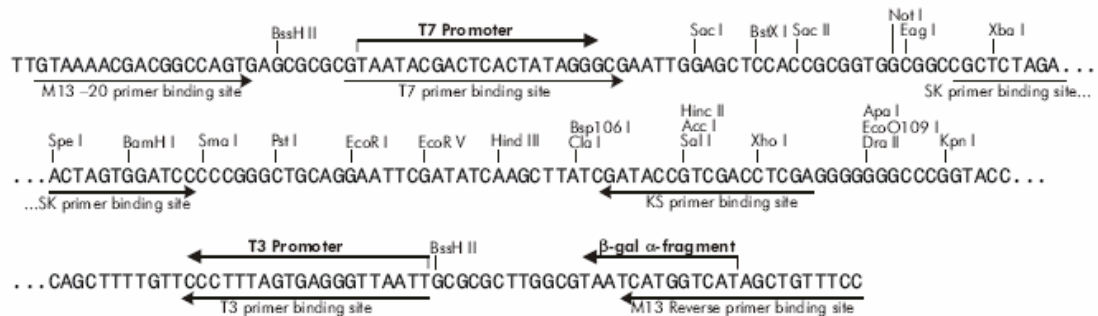 Not I
T7 Promoter
BssH II Sac I BstX I Sac II Eag I Xba I
TTGTAAAACGACGGCCAGTGAGCGCGCGTAATACGACTCACTATAGGGCGAATTGGAGCTCCACCGCGGTGGCGGCCGCTCTAGA...
M13 –20 primer binding site T7 primer binding site SK primer binding site...
Hinc II Apa I
Bsp106 I Acc I EcoO109 I
Spe I BamH I Sma I Pst I EcoR I EcoR V Hind III Cla I Sal I Xho I Dra II Kpn I
...ACTAGTGGATCCCCCGGGCTGCAGGAATTCGATATCAAGCTTATCGATACCGTCGACCTCGAGGGGGGGCCCGGTACC...
...SK primer binding site KS primer binding site
T3 Promoter BssH II β-gal α-fragment
...CAGCTTTTGTTCCCTTTAGTGAGGGTTAATTGCGCGCTTGGCGTAATCATGGTCATAGCTGTTTCC
T3 primer binding site M13 Reverse primer binding site